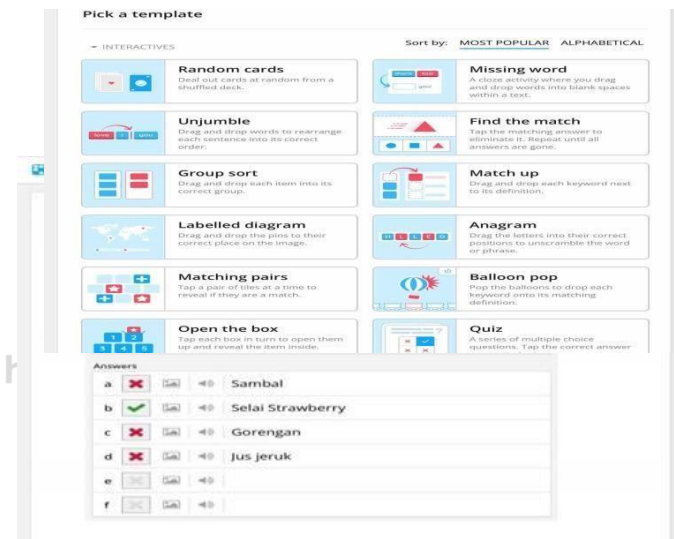 Pick a template
INTERACTIVES
Sort by: MOST POPULAR ALPHABETICAL
Random cards
Deal out cards at random from a
shuffled deck.
Missing word
A cloze activity where you drag
and drop words into blank spaces
within a text.
Unjumble
Drag and drop words to rearrange
each sentence into its correct
order.
Find the match
Tap the matching answer to
eliminate it. Repeat until all
answers are gone.
Group sort
Drag and drop each item into its
correct group.
Match up
Drag and drop each keyword next
to its definition.
Labelled diagram
Drag and drop the pins to their
correct place on the image.
Anagram
Drag the letters into their correct
positions to unscramble the word
or phrase.
Matching pairs
Tap a pair of tiles at a time to
reveal if they are a match.
Balloon pop
Pop the balloons to drop each
keyword onto its matching
definition.
1 2
3 4 5
Open the box
Tap each box in turn to open them
up and reveal the item inside.
Quiz
A series of multiple choice
questions. Tap the correct answer
Answers
a Sambal
b Selai Strawberry
c Gorengan
d Jus jeruk
e
f